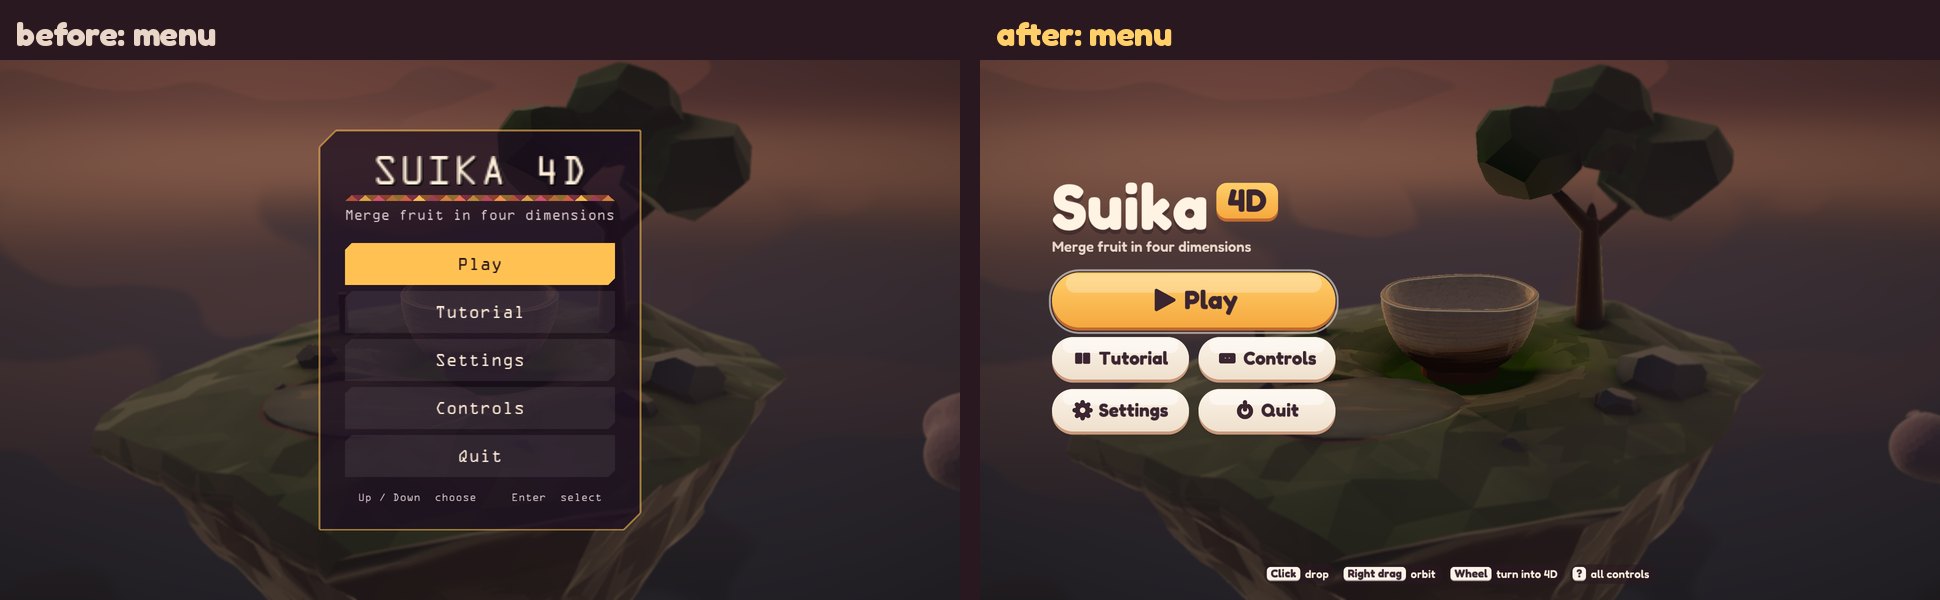 before: menu
SUIKA 4D
Merge fruit in four dimensions
Play
Tutorial
Settings
Controls
Quit
Up / Down choose Enter select
after: menu
Suika 4D
Merge fruit in four dimensions
Play
Tutorial Controls
Settings Quit
Click drop Right drag orbit Wheel turn into 4D ? all controls